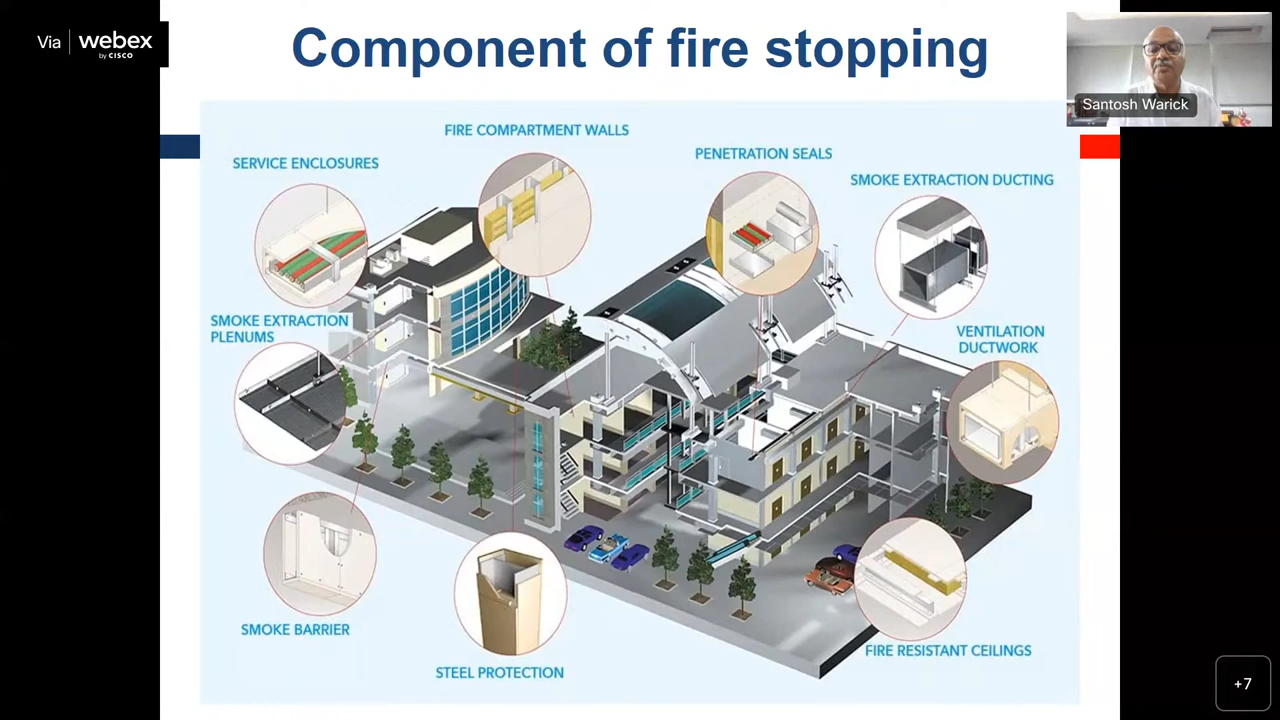 Via webex
by CISCO
Component of fire stopping
Santosh Warick
FIRE COMPARTMENT WALLS
SERVICE ENCLOSURES
PENETRATION SEALS
SMOKE EXTRACTION DUCTING
SMOKE EXTRACTION
PLENUMS
VENTILATION
DUCTWORK
SMOKE BARRIER
STEEL PROTECTION
FIRE RESISTANT CEILINGS
+7